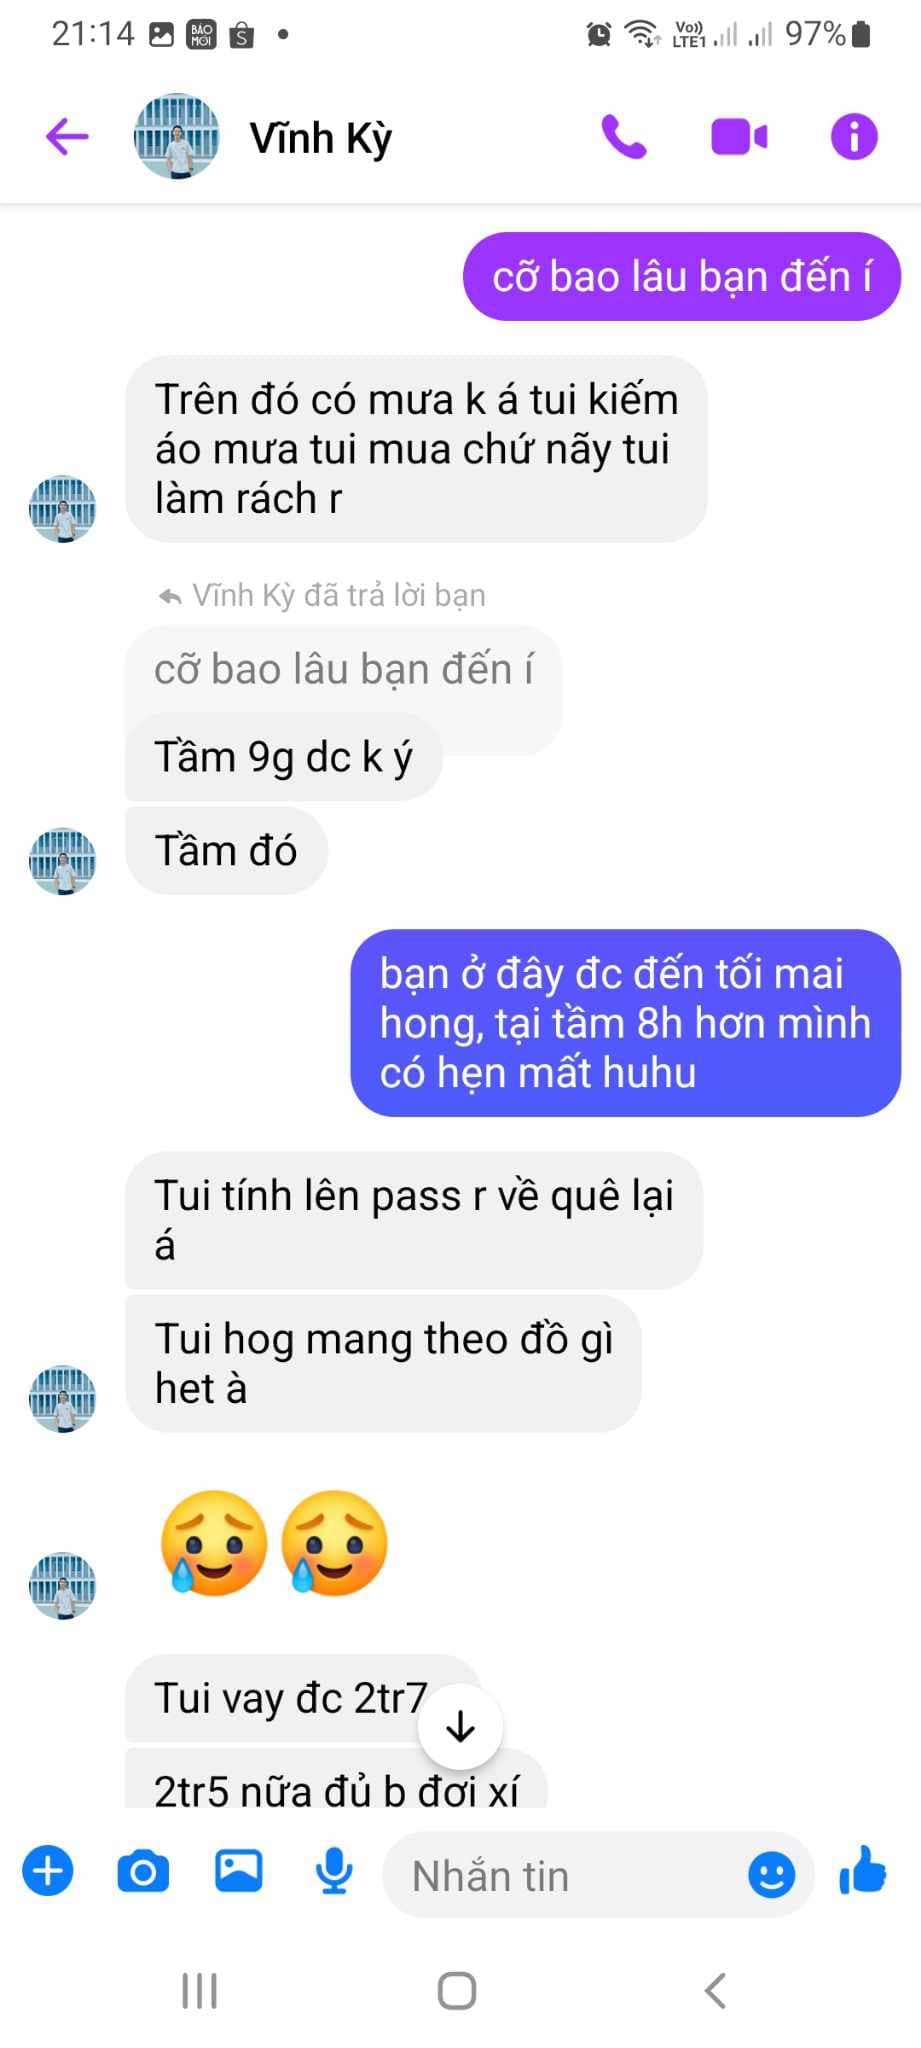 21:14
BÁO
MỚI
S
Vo))
LTE1
97%
Vĩnh Kỳ
cỡ bao lâu bạn đến í
Trên đó có mưa k á tui kiếm
áo mưa tui mua chứ nãy tui
làm rách r
Vĩnh Kỳ đã trả lời bạn
cỡ bao lâu bạn đến í
Tầm 9g dc k ý
Tầm đó
bạn ở đây đc đến tối mai
hong, tại tầm 8h hơn mình
có hẹn mất huhu
Tui tính lên pass r về quê lại
á
Tui hog mang theo đồ gì
het à
Tui vay đc 2tr7
2tr5 nữa đủ b đơi xí
Nhắn tin